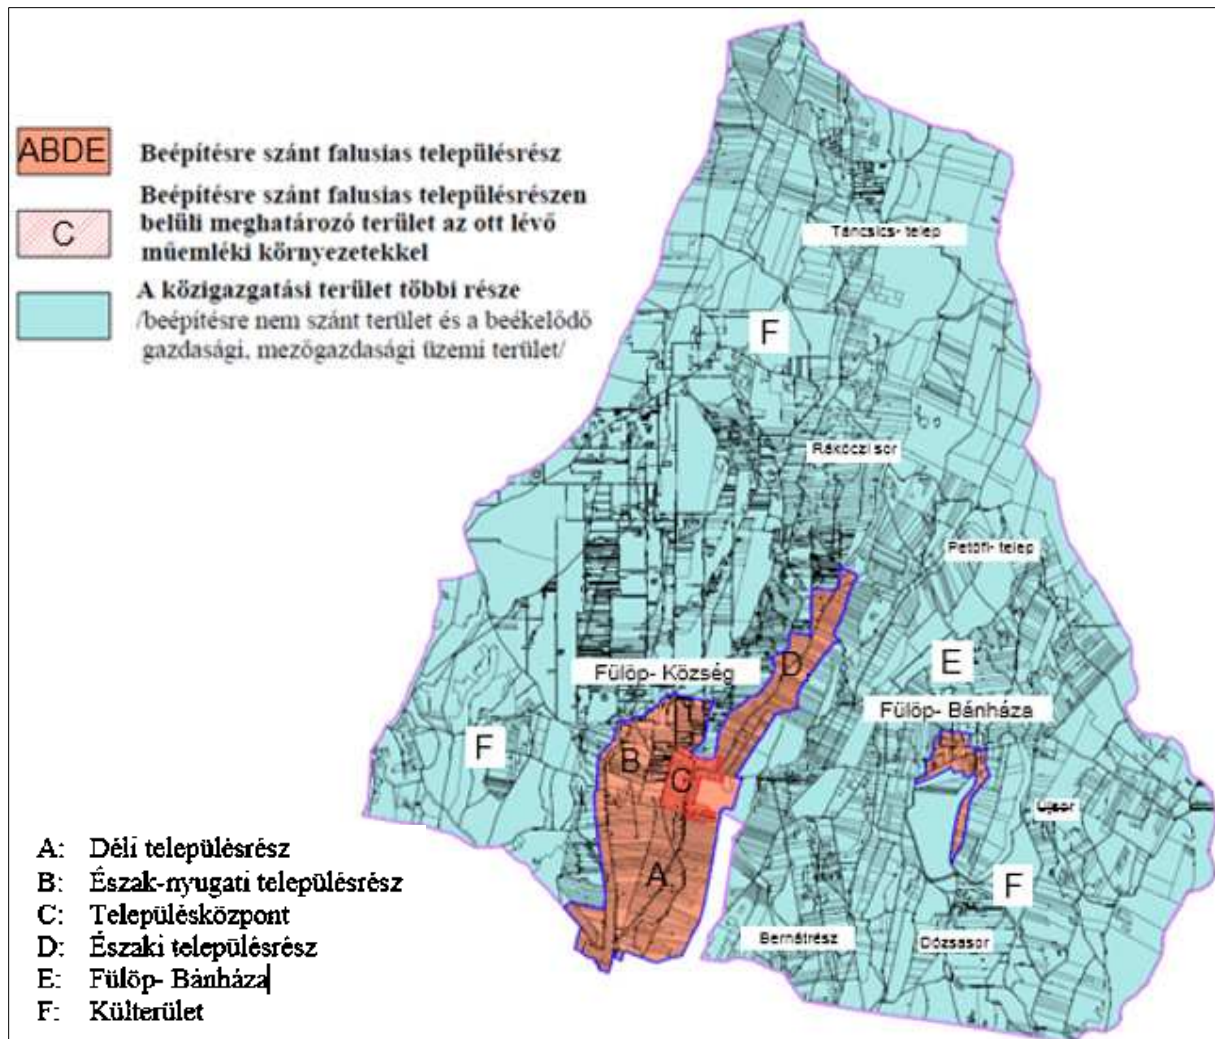 ABDE
Beépítésre szánt falusias településrész
C
Beépítésre szánt falusias településrészen
belüli meghatározó terület az ott lévő
műemléki környezetekkel
A közigazgatási terület többi része
/beépítésre nem szánt terület és a beékelődő
gazdasági, mezőgazdasági üzemi terület/
Táncsics- telep
F
Rákóczi sor
Petőfi- telep
D
E
Fülöp- Község
Fülöp- Bánháza
F
B
C
Újsor
A
F
Bernátrész
Dózsasor
A: Déli településrész
B: Észak-nyugati településrész
C: Településközpont
D: Északi településrész
E: Fülöp- Bánháza
F: Külterület